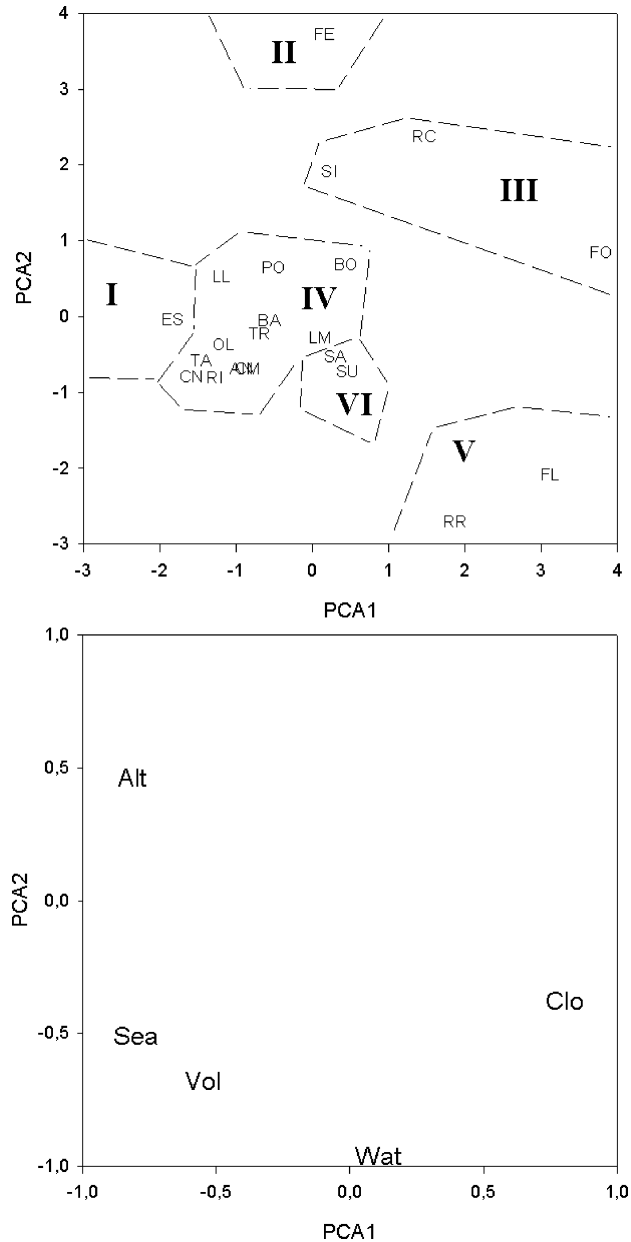 4
FE
II
3
RC
2
SI
III
1
FO
PO
BO
LL
I
IV
PCA2
0
ES
BA
TR
LM
OL
SA
TA
CM
SU
CN
RI
-1
VI
V
-2
FL
RR
-3
-3 -2 -1 0 1 2 3 4
PCA1
1,0
0,5
Alt
PCA2
0,0
Clo
-0,5
Sea
Vol
Wat
-1,0
-1,0 -0,5 0,0 0,5 1,0
PCA1